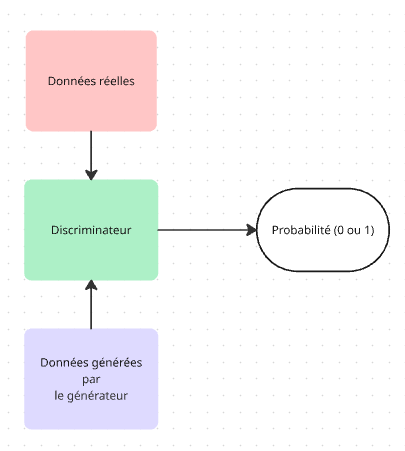 Données réelles
Discriminateur
Probabilité (0 ou 1)
Données générées
par
le générateur